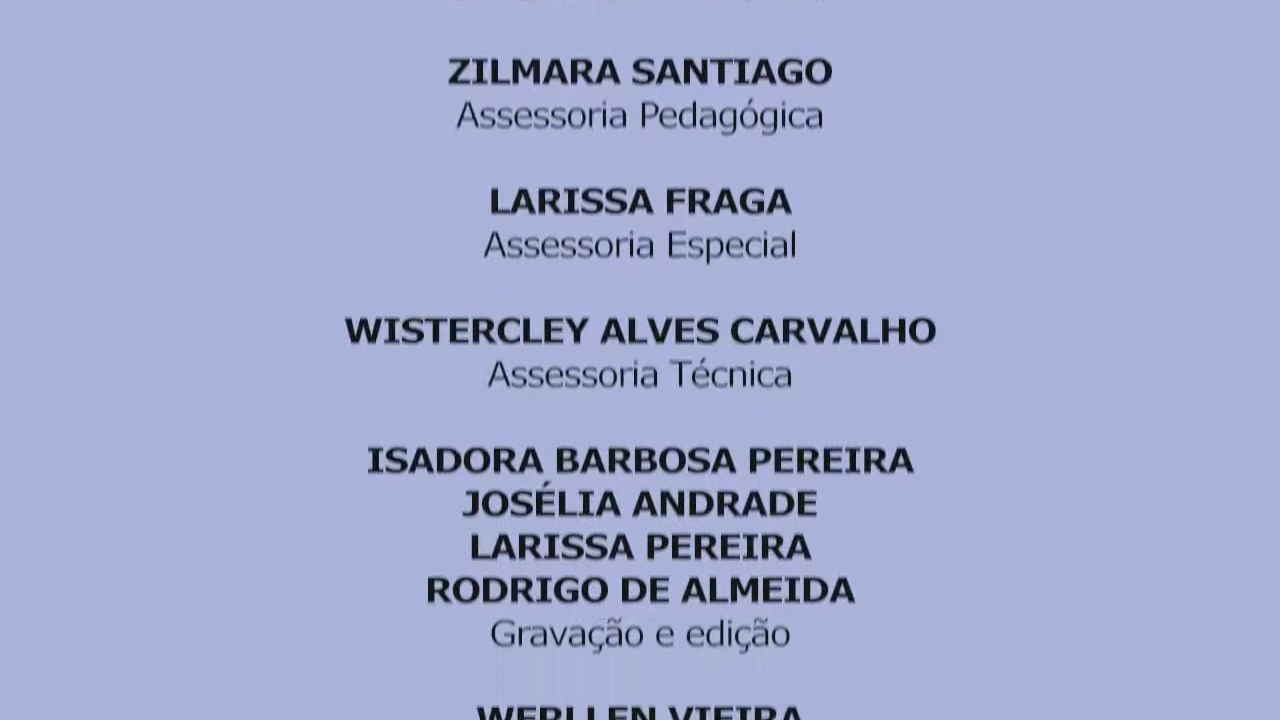 ZILMARA SANTIAGO
Assessoria Pedagógica
LARISSA FRAGA
Assessoria Especial
WISTERCLEY ALVES CARVALHO
Assessoria Técnica
ISADORA BARBOSA PEREIRA
JOSÉLIA ANDRADE
LARISSA PEREIRA
RODRIGO DE ALMEIDA
Gravação e edição
VIEIRA